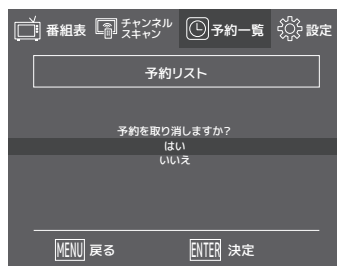 番組表 チャンネルスキャン 予約一覧 設定
予約リスト
予約を取り消しますか?
はい
いいえ
MENU 戻る ENTER 決定